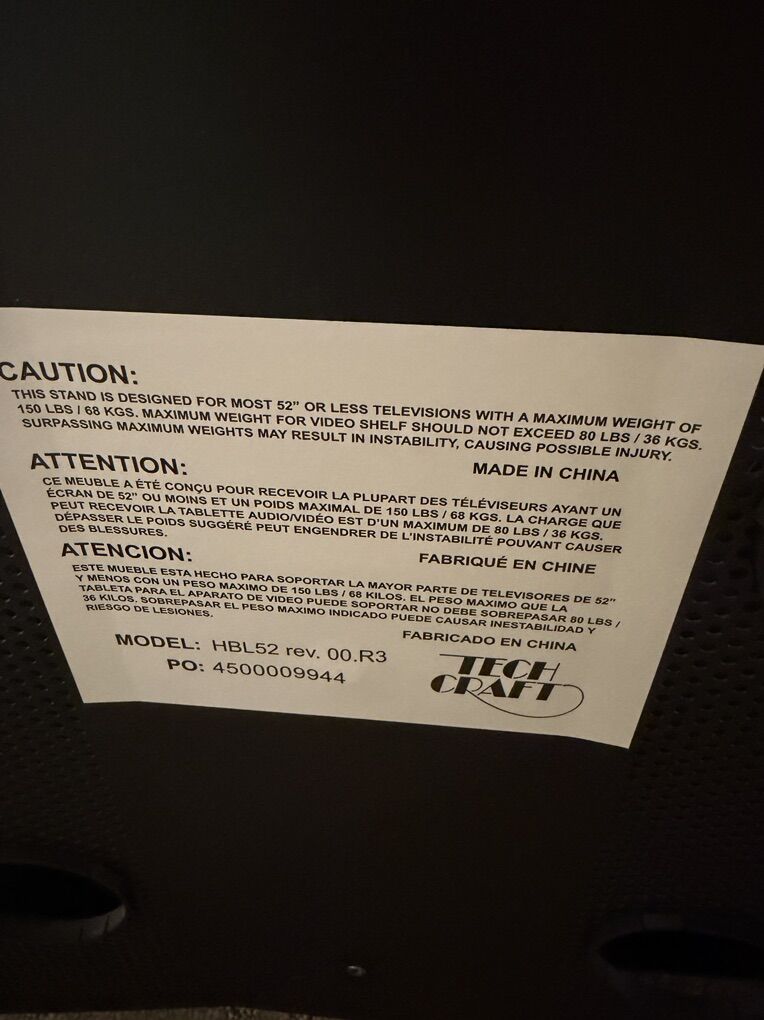 CAUTION:
THIS STAND IS DESIGNED FOR MOST 52" OR LESS TELEVISIONS WITH A MAXIMUM WEIGHT OF
150 LBS / 68 KGS. MAXIMUM WEIGHT FOR VIDEO SHELF SHOULD NOT EXCEED 80 LBS / 36 KGS.
SURPASSING MAXIMUM WEIGHTS MAY RESULT IN INSTABILITY, CAUSING POSSIBLE INJURY.
MADE IN CHINA
ATTENTION:
CE MEUBLE A ÉTÉ CONÇU POUR RECEVOIR LA PLUPART DES TÉLÉVISEURS AYANT UN
ÉCRAN DE 52" OU MOINS ET UN POIDS MAXIMAL DE 150 LBS / 68 KGS. LA CHARGE QUE
PEUT RECEVOIR LA TABLETTE AUDIO/VIDÉO EST D'UN MAXIMUM DE 80 LBS / 36 KGS.
DÉPASSER LE POIDS SUGGÉRÉ PEUT ENGENDRER DE L'INSTABILITÉ POUVANT CAUSER
DES BLESSURES.
FABRIQUÉ EN CHINE
ATENCION:
ESTE MUEBLE ESTA HECHO PARA SOPORTAR LA MAYOR PARTE DE TELEVISORES DE 52"
Y MENOS CON UN PESO MAXIMO DE 150 LBS / 68 KILOS. EL PESO MAXIMO QUE LA
TABLETA PARA EL APARATO DE VIDEO PUEDE SOPORTAR NO DEBE SOBREPASAR 80 LBS /
36 KILOS. SOBREPASAR EL PESO MAXIMO INDICADO PUEDE CAUSAR INESTABILIDAD Y
RIESGO DE LESIONES.
FABRICADO EN CHINA
MODEL: HBL52 rev. 00.R3
PO: 4500009944
TECH
CRAFT